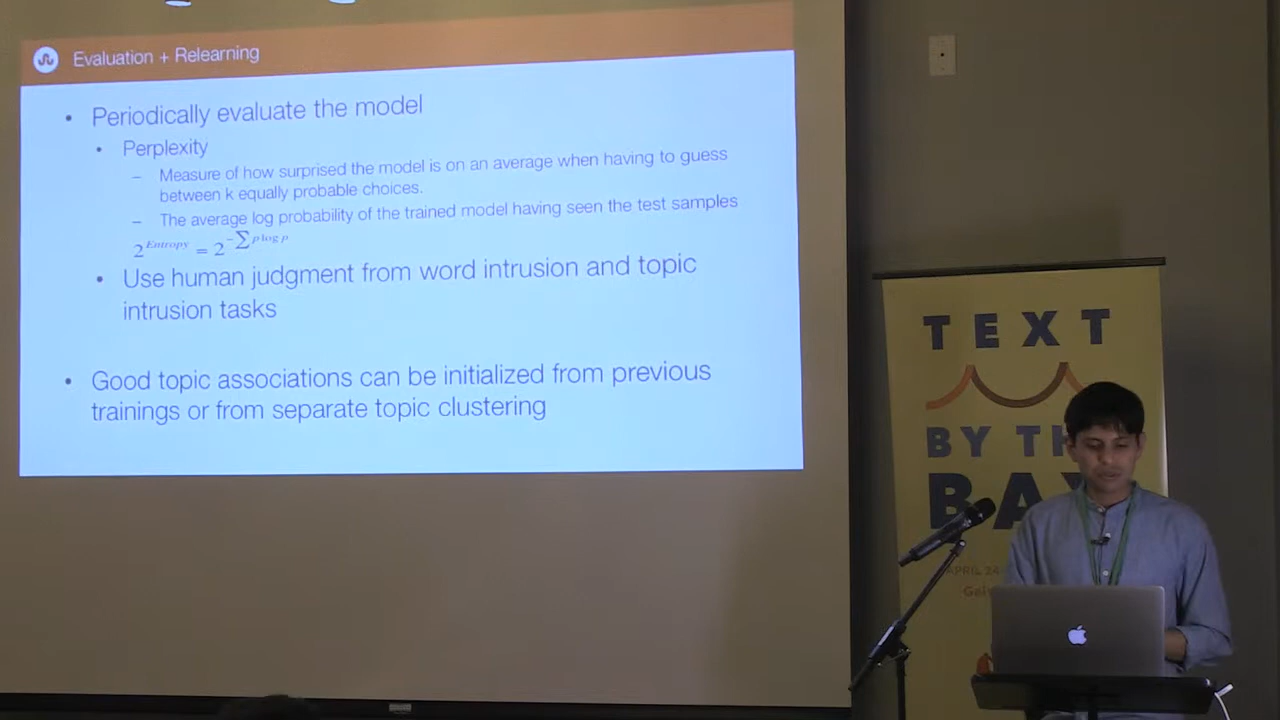 Evaluation + Relearning
• Periodically evaluate the model
• Perplexity
– Measure of how surprised the model is on an average when having to guess
between k equally probable choices.
– The average log probability of the trained model having seen the test samples
2^Entropy = 2^-∑ p log p
• Use human judgment from word intrusion and topic
intrusion tasks
• Good topic associations can be initialized from previous
trainings or from separate topic clustering
TEXT
BY TH
BAY
APRIL 24